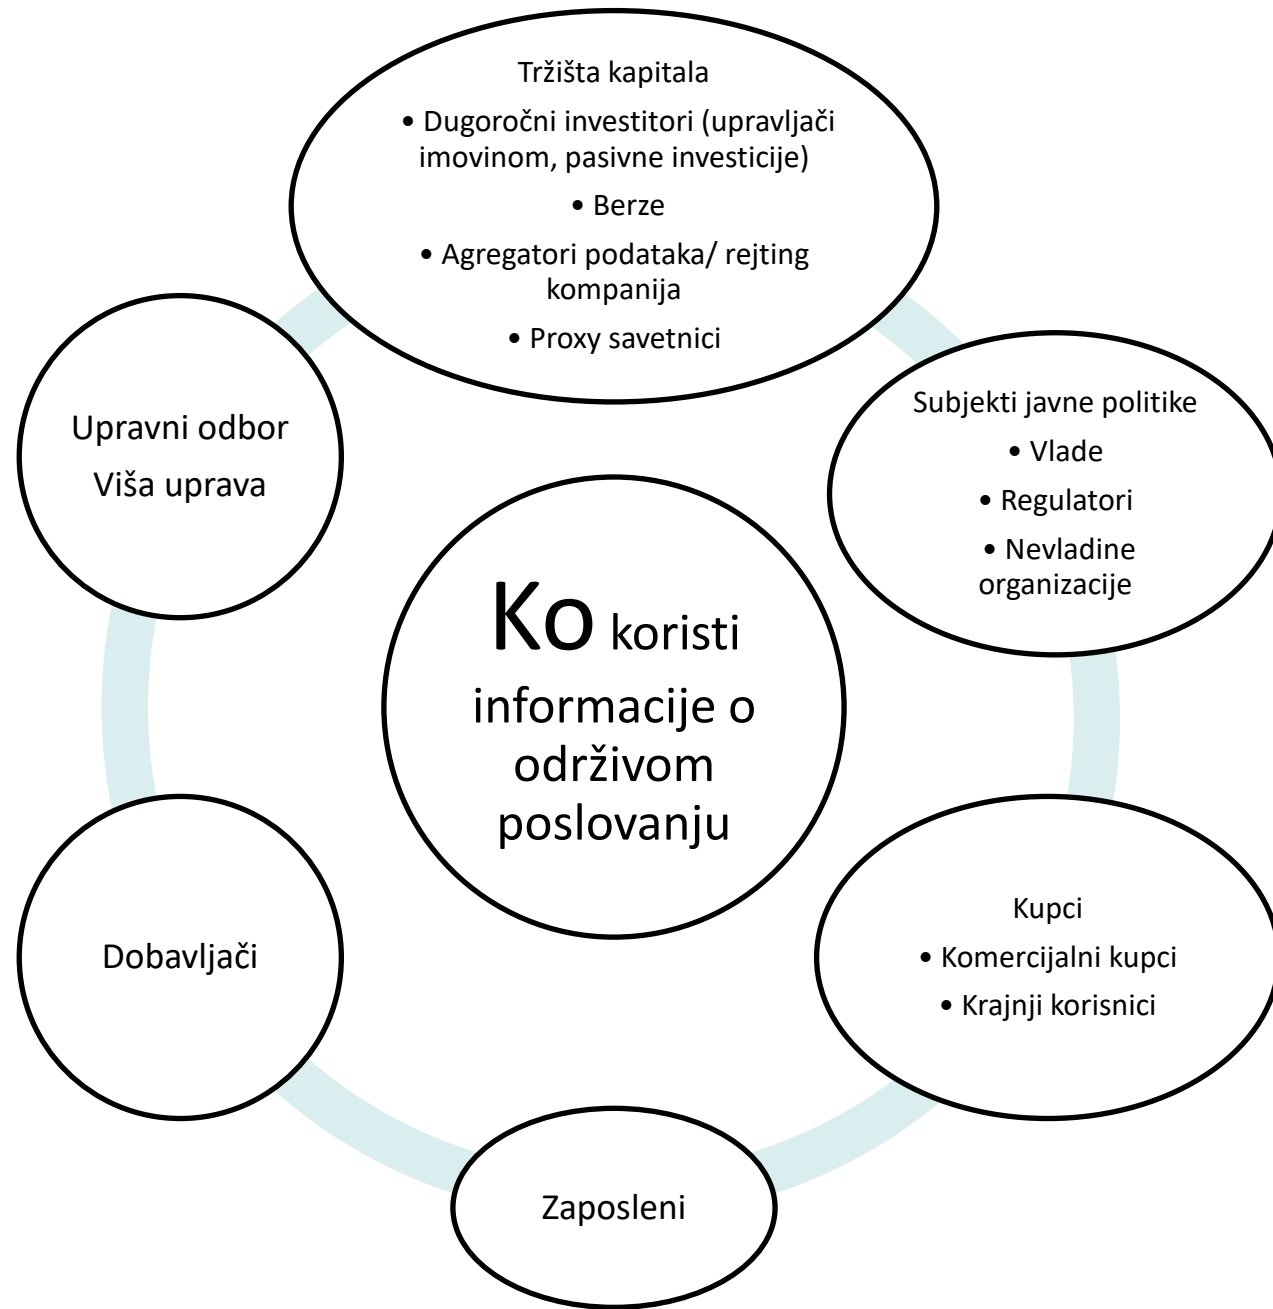 Tržišta kapitala
• Dugoročni investitori (upravljači
imovinom, pasivne investicije)
• Berze
• Agregatori podataka/ rejting
kompanija
• Proxy savetnici
Subjekti javne politike
• Vlade
• Regulatori
• Nevladine
organizacije
Kupci
• Komercijalni kupci
• Krajnji korisnici
Zaposleni
Dobavljači
Upravni odbor
Viša uprava
Ko koristi
informacije o
održivom
poslovanju